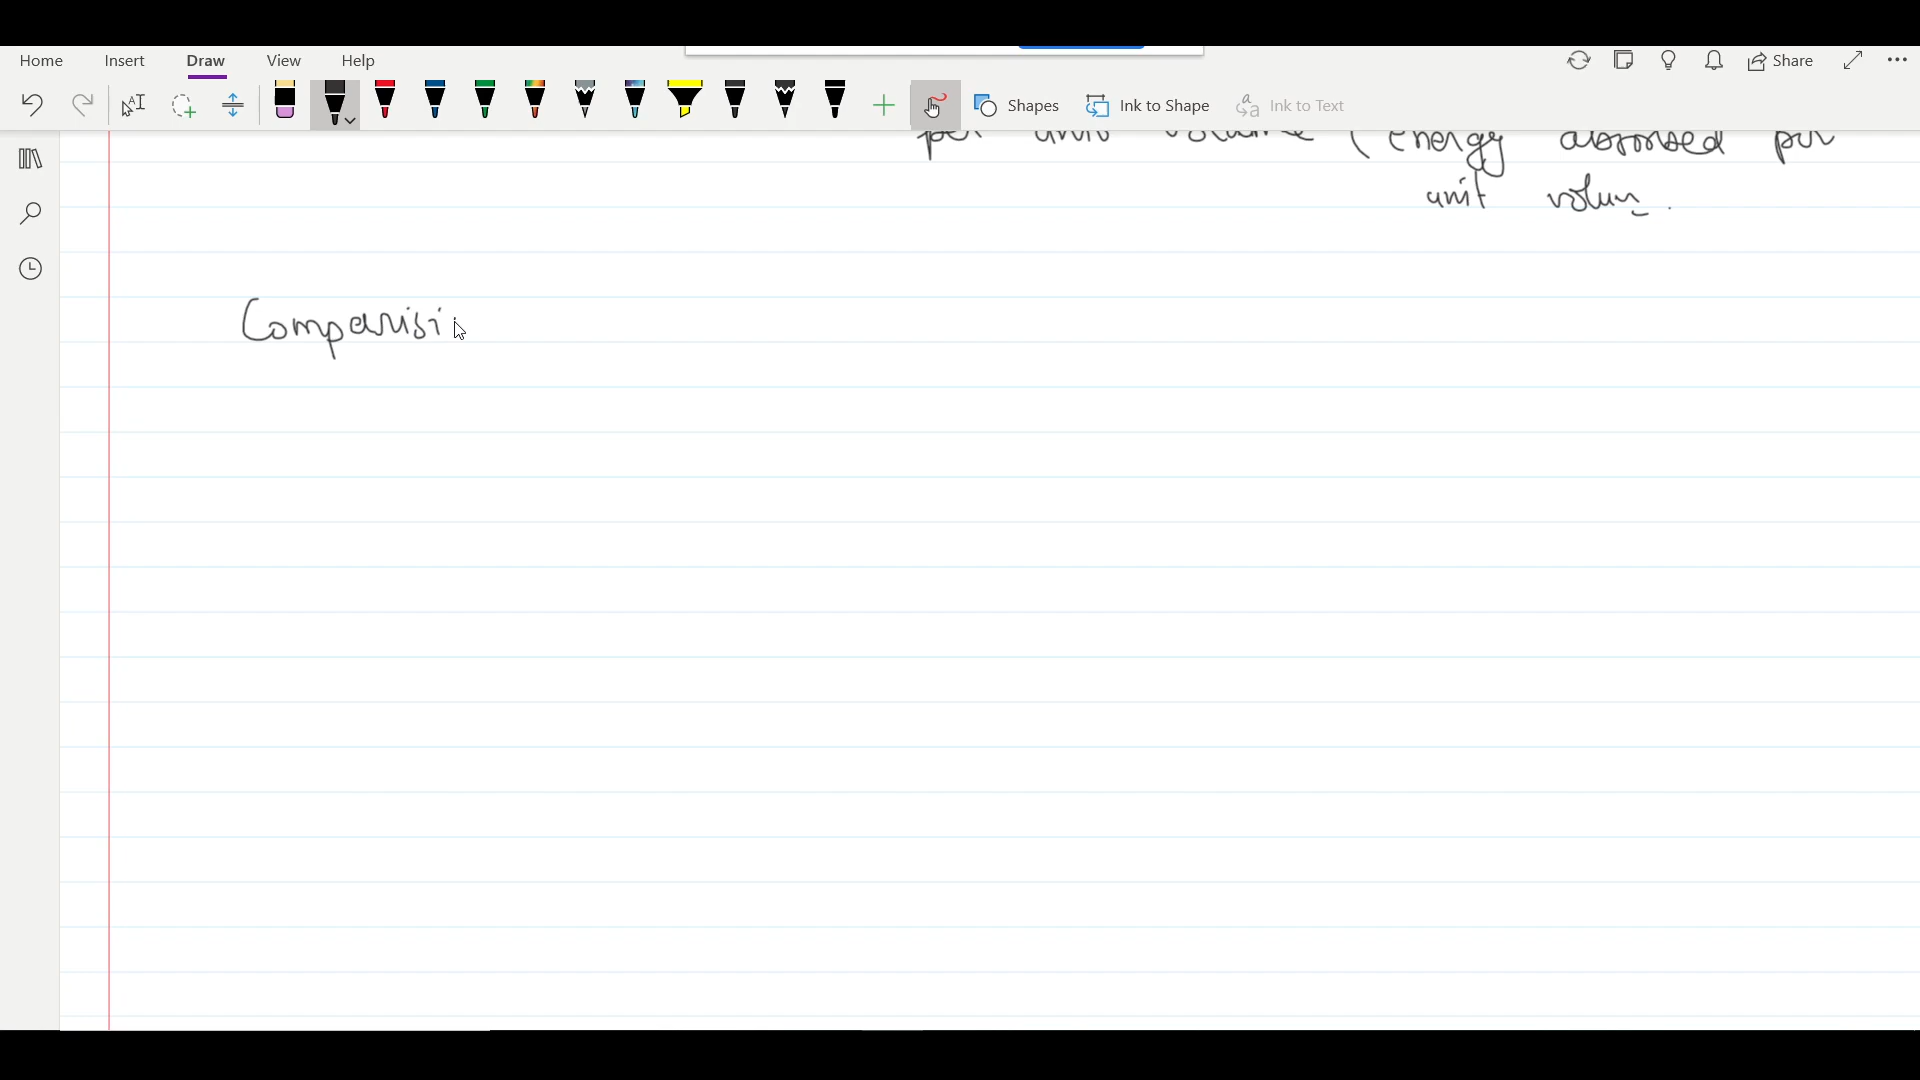 Home Insert Draw View Help Share
Shapes Ink to Shape Ink to Text
per unit volume ( energy absorbed per
unit volume.
Comparisi